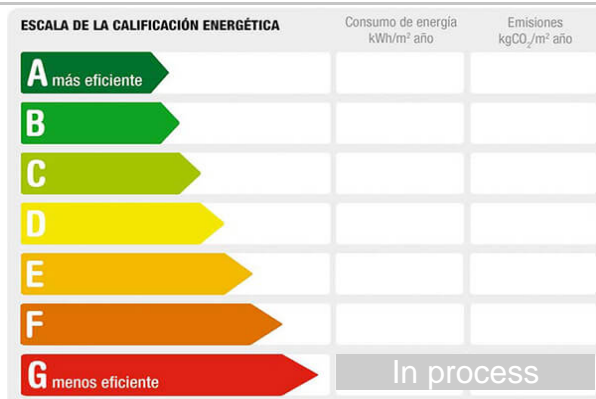 ESCALA DE LA CALIFICACIÓN ENERGÉTICA
Consumo de energía
kWh/m² año
Emisiones
kgCO₂/m² año
A más eficiente
B
C
D
E
F
G menos eficiente
In process